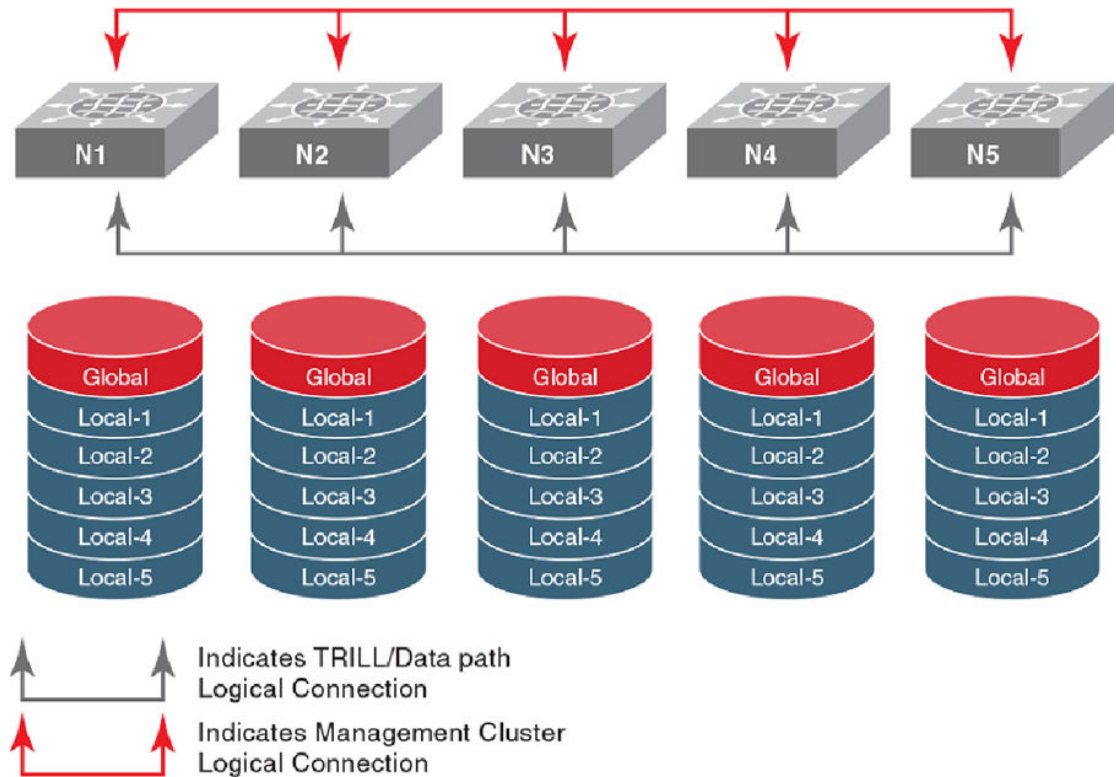 N1 N2 N3 N4 N5
Global Global Global Global Global
Local-1 Local-1 Local-1 Local-1 Local-1
Local-2 Local-2 Local-2 Local-2 Local-2
Local-3 Local-3 Local-3 Local-3 Local-3
Local-4 Local-4 Local-4 Local-4 Local-4
Local-5 Local-5 Local-5 Local-5 Local-5
Indicates TRILL/Data path
Logical Connection
Indicates Management Cluster
Logical Connection